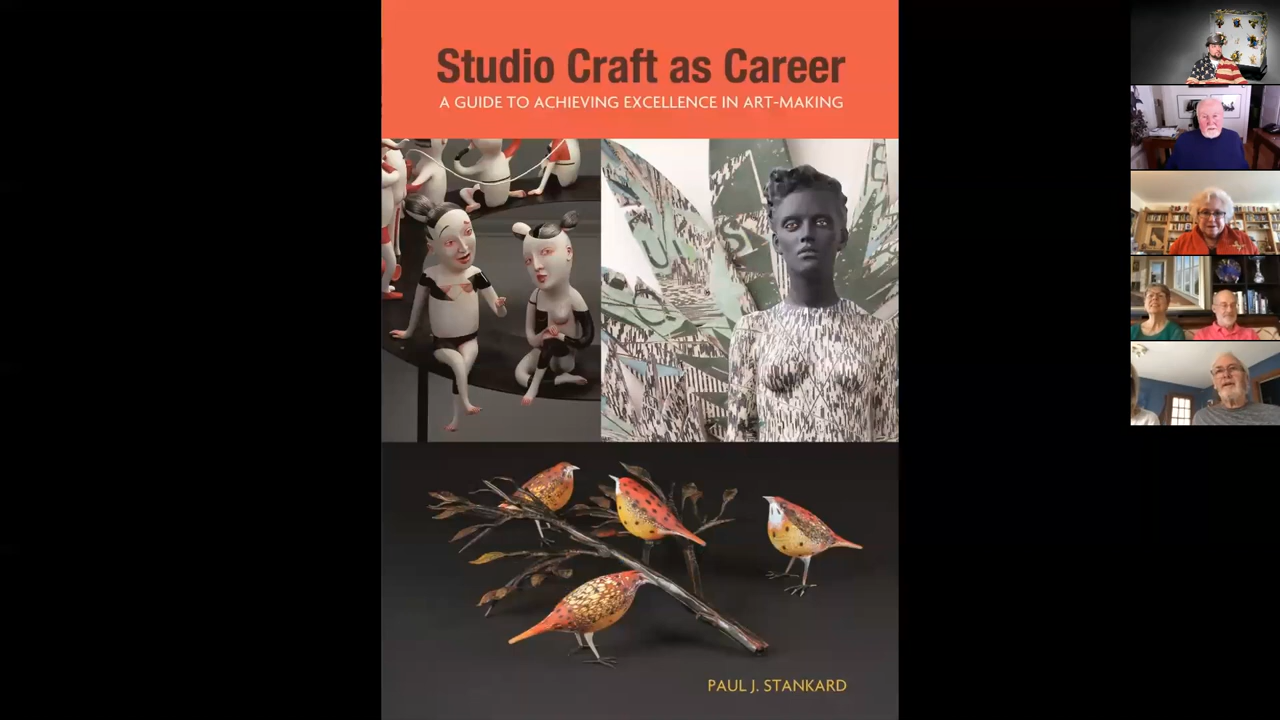 Studio Craft as Career
A GUIDE TO ACHIEVING EXCELLENCE IN ART-MAKING
PAUL J. STANKARD